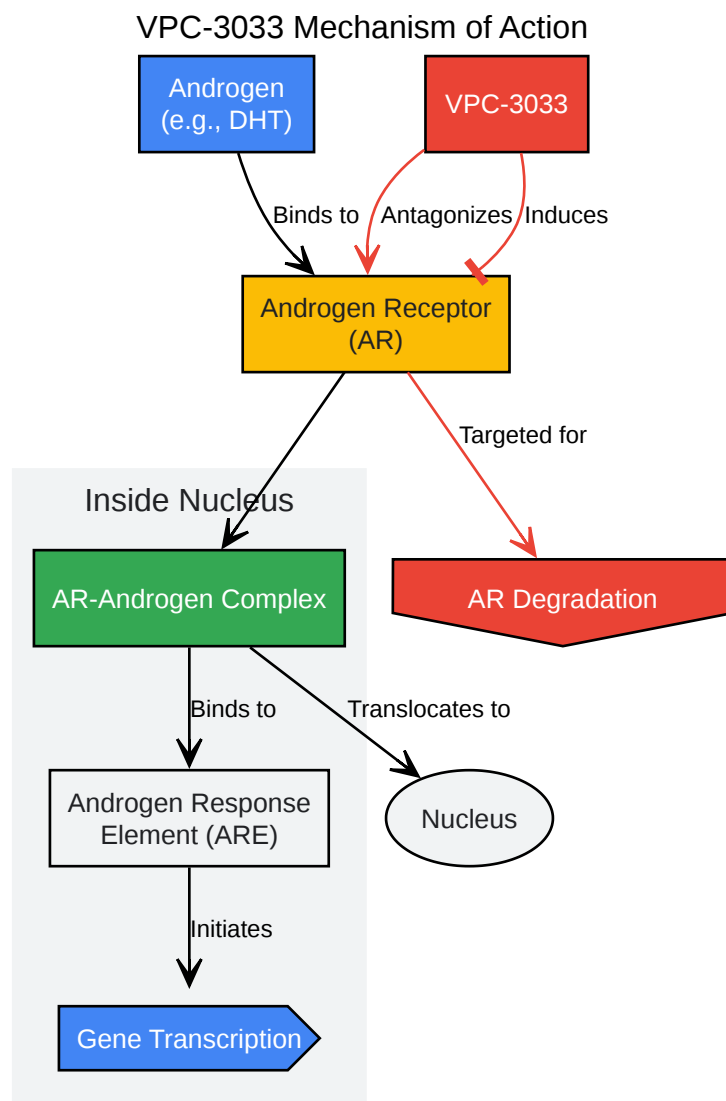 VPC-3033 Mechanism of Action
Androgen
(e.g., DHT)
VPC-3033
Binds to
Antagonizes
Induces
Androgen Receptor
(AR)
Targeted for
Inside Nucleus
AR-Androgen Complex
AR Degradation
Binds to
Translocates to
Androgen Response
Element (ARE)
Nucleus
Initiates
Gene Transcription